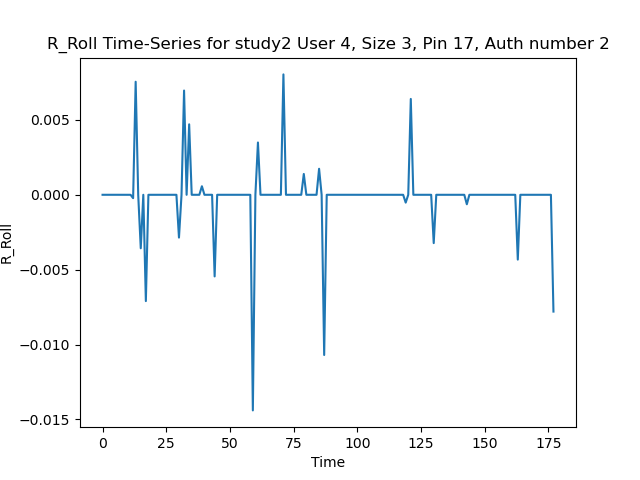 R_Roll Time-Series for study2 User 4, Size 3, Pin 17, Auth number 2
R_Roll
0.005
0.000
−0.005
−0.010
−0.015
0 25 50 75 100 125 150 175
Time